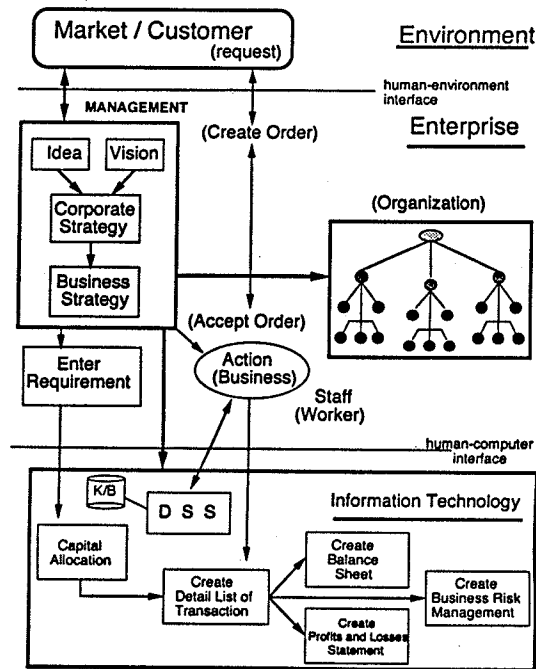 Market / Customer
(request)
Environment
human-environment
interface
MANAGEMENT
Enterprise
(Create Order)
Idea
Vision
Corporate
Strategy
Business
Strategy
(Organization)
(Accept Order)
Enter
Requirement
Action
(Business)
Staff
(Worker)
human-computer
interface
K/B
D S S
Information Technology
Capital
Allocation
Create
Detail List of
Transaction
Create
Balance
Sheet
Create
Business Risk
Management
Create
Profits and Losses
Statement